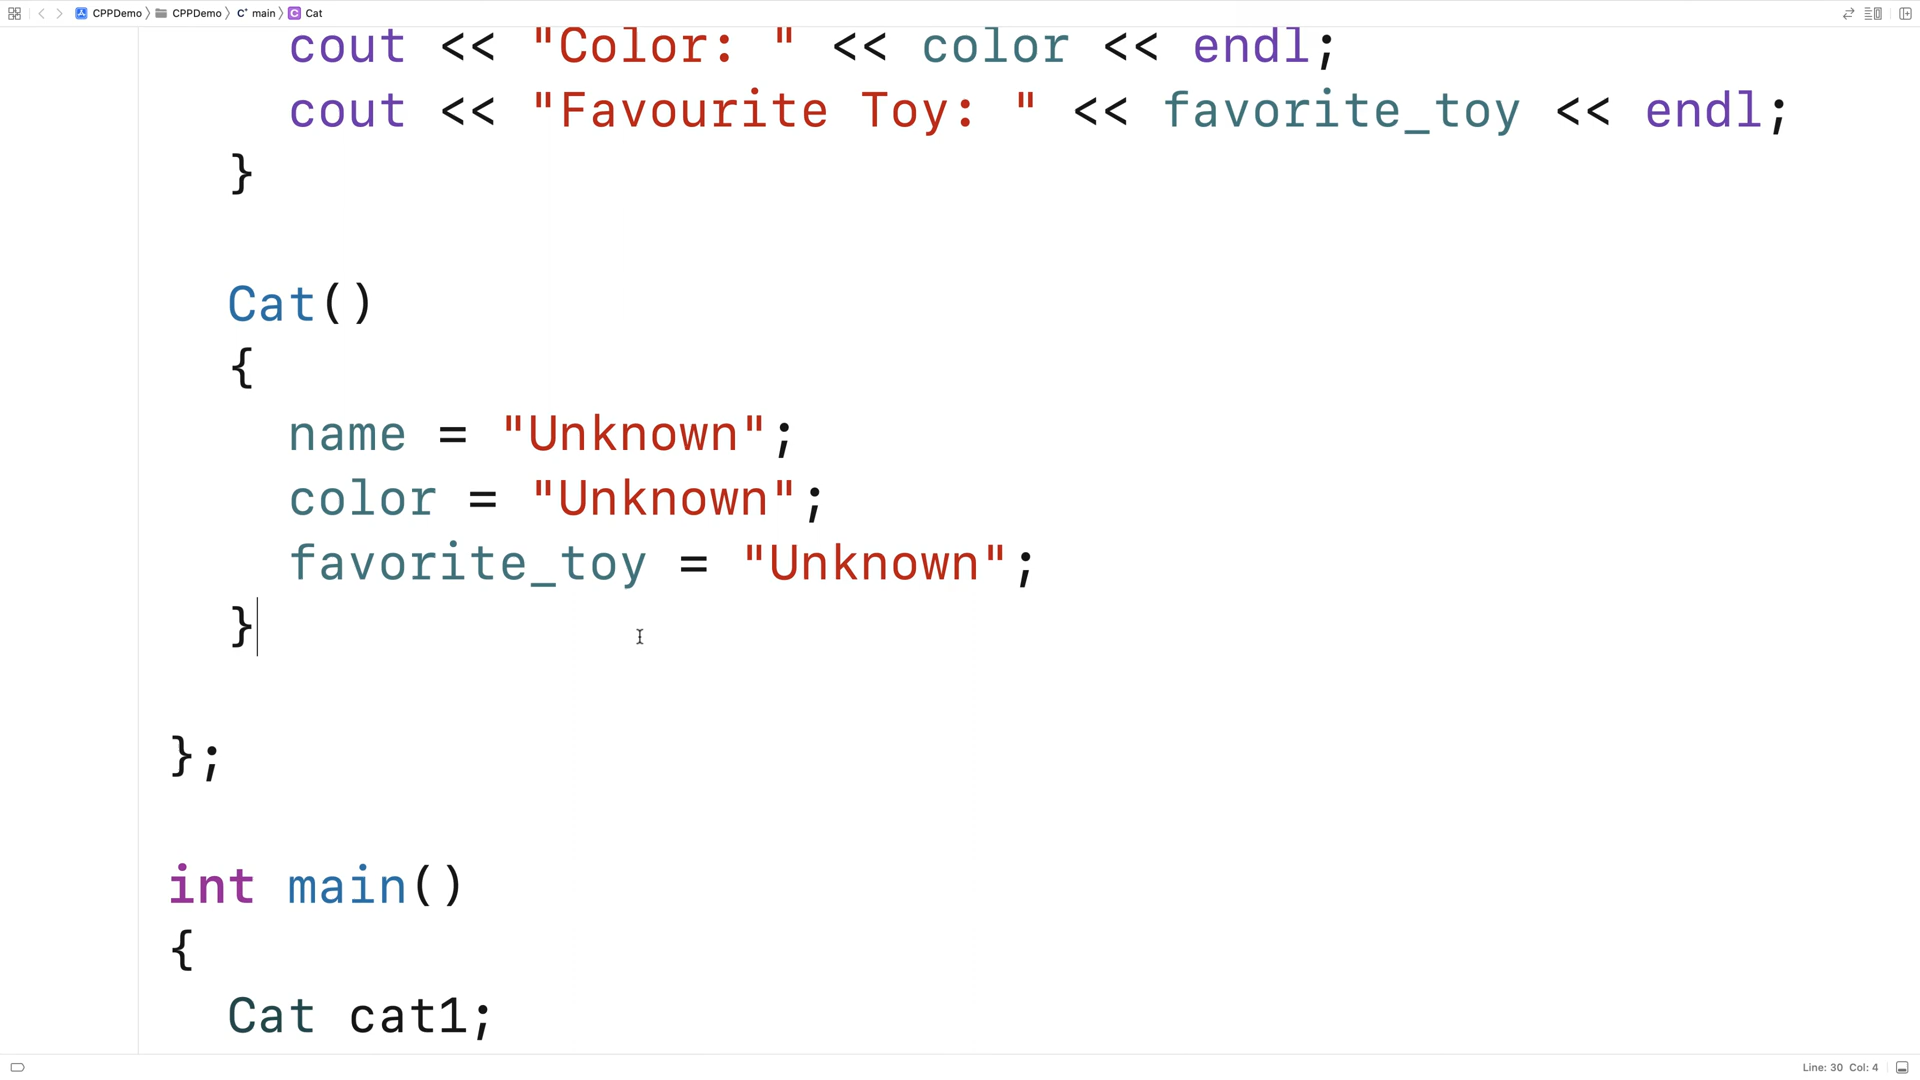 CPPDemo CPPDemo C+ main C Cat
cout << "Color: " << color << endl;
cout << "Favourite Toy: " << favorite_toy << endl;
}
Cat()
{
name = "Unknown";
color = "Unknown";
favorite_toy = "Unknown";
}
};
int main()
{
Cat cat1;
Line: 30 Col: 4